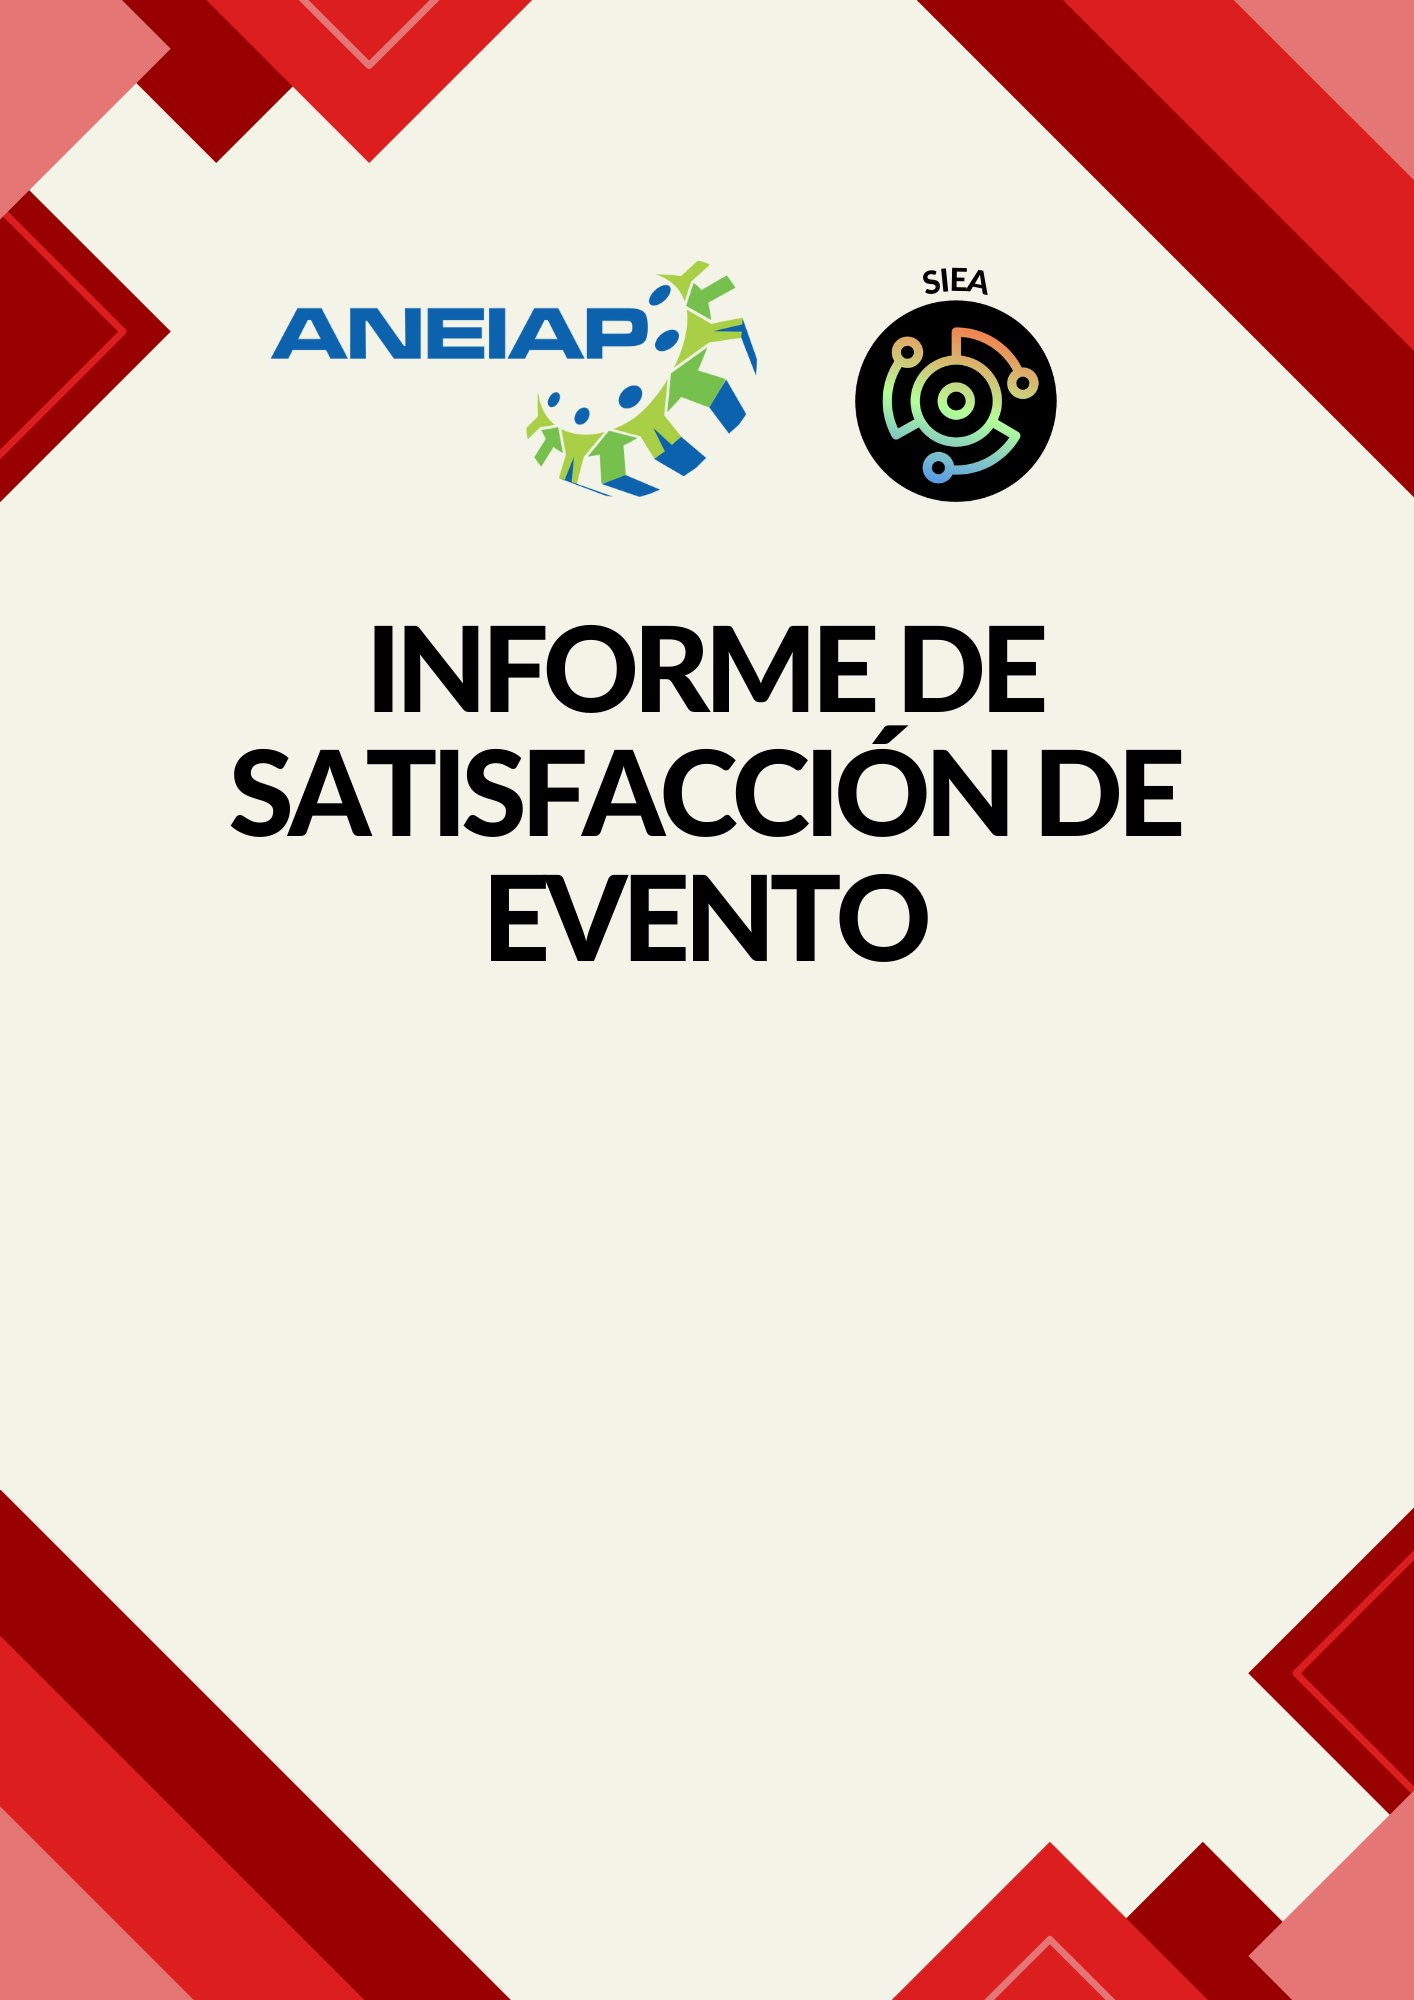 ANEIAP
SIEA
INFORME DE
SATISFACCIÓN DE
EVENTO